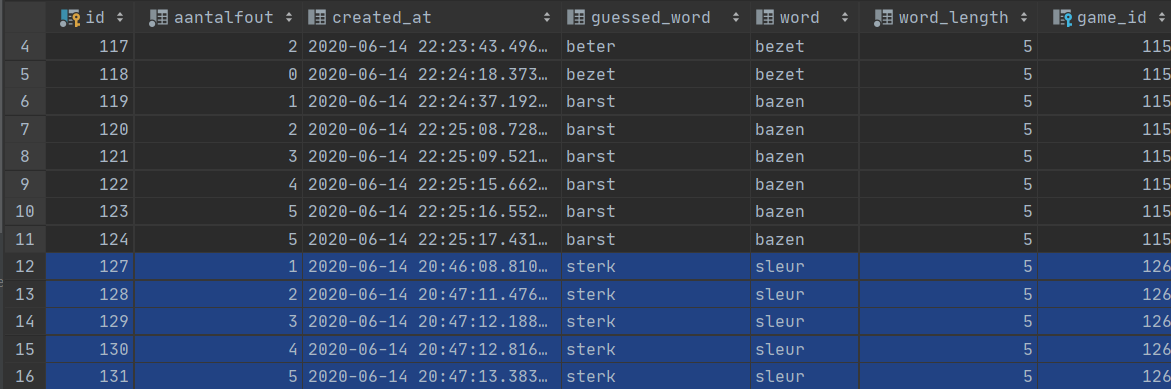 id aantalfout created_at guessed_word word word_length game_id
4 117 2 2020-06-14 22:23:43.496… beter bezet 5 115
5 118 0 2020-06-14 22:24:18.373… bezet bezet 5 115
6 119 1 2020-06-14 22:24:37.192… barst bazen 5 115
7 120 2 2020-06-14 22:25:08.728… barst bazen 5 115
8 121 3 2020-06-14 22:25:09.521… barst bazen 5 115
9 122 4 2020-06-14 22:25:15.662… barst bazen 5 115
10 123 5 2020-06-14 22:25:16.552… barst bazen 5 115
11 124 5 2020-06-14 22:25:17.431… barst bazen 5 115
12 127 1 2020-06-14 20:46:08.810… sterk sleur 5 126
13 128 2 2020-06-14 20:47:11.476… sterk sleur 5 126
14 129 3 2020-06-14 20:47:12.188… sterk sleur 5 126
15 130 4 2020-06-14 20:47:12.816… sterk sleur 5 126
16 131 5 2020-06-14 20:47:13.383… sterk sleur 5 126